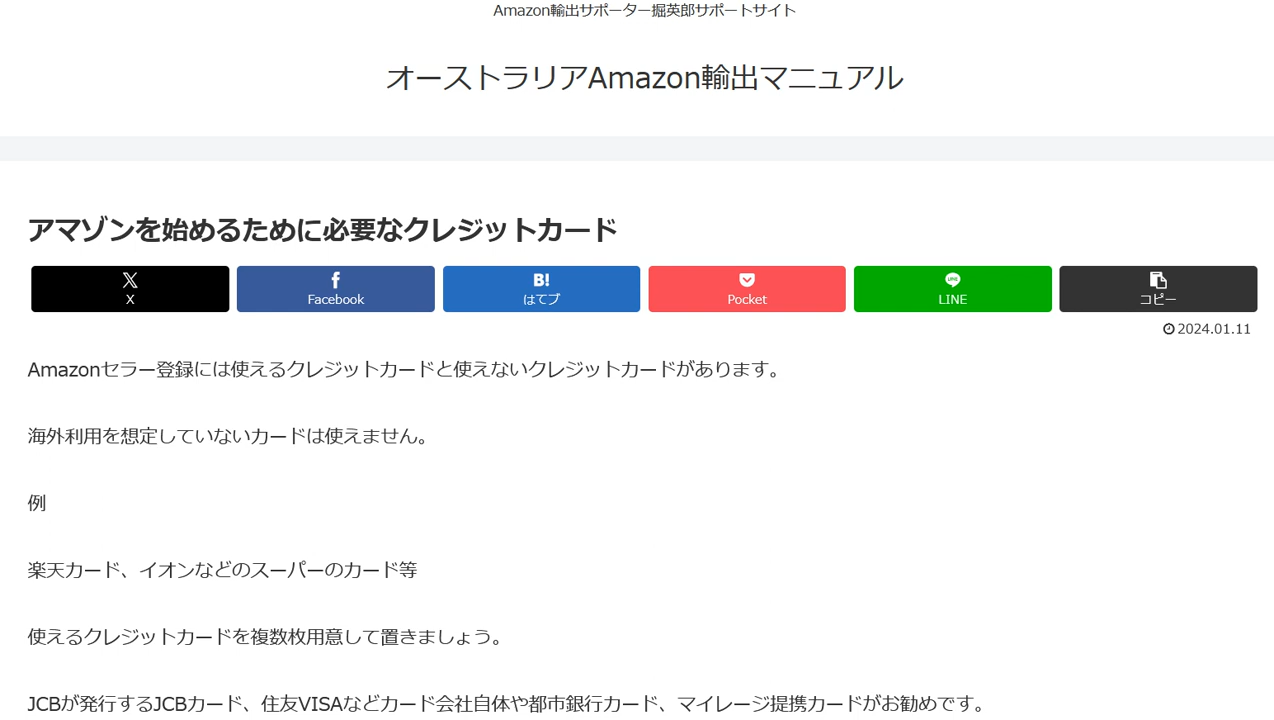 Amazon輸出サポーター掘英郎サポートサイト
オーストラリアAmazon輸出マニュアル
アマゾンを始めるために必要なクレジットカード
X
Facebook
B!
はてブ
Pocket
LINE
LINE
コピー
2024.01.11
Amazonセラー登録には使えるクレジットカードと使えないクレジットカードがあります。
海外利用を想定していないカードは使えません。
例
楽天カード、イオンなどのスーパーのカード等
使えるクレジットカードを複数枚用意して置きましょう。
JCBが発行するJCBカード、住友VISAなどカード会社自体や都市銀行カード、マイレージ提携カードがお勧めです。